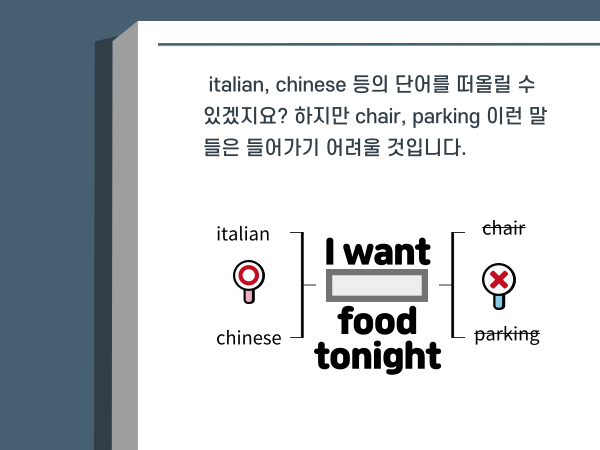 italian, chinese 등의 단어를 떠올릴 수
있겠지요? 하지만 chair, parking 이런 말
들은 들어가기 어려울 것입니다.
italian
chinese
I want
food
tonight
chair
parking